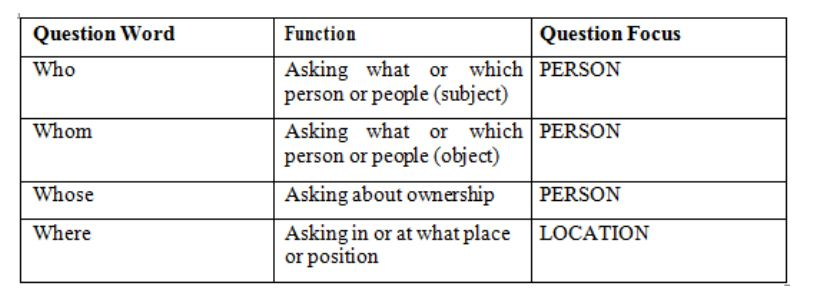 Question Word Function Question Focus
Who Asking what or which PERSON
person or people (subject)
Whom Asking what or which PERSON
person or people (object)
Whose Asking about ownership PERSON
Where Asking in or at what place LOCATION
or position